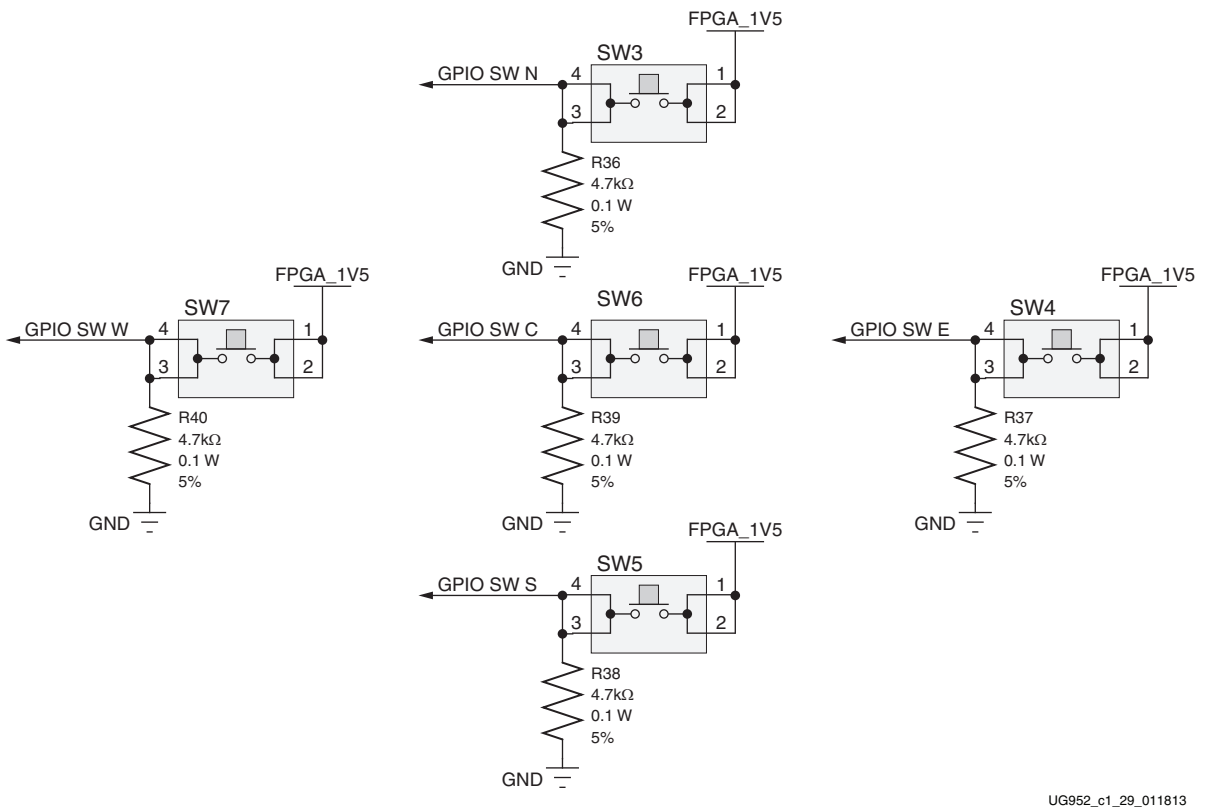 FPGA_1V5
SW3
GPIO SW N
4
1
3
2
R36
4.7kΩ
0.1 W
5%
GND
FPGA_1V5
SW7
GPIO SW W
4
1
3
2
R40
4.7kΩ
0.1 W
5%
GND
FPGA_1V5
SW6
GPIO SW C
4
1
3
2
R39
4.7kΩ
0.1 W
5%
GND
FPGA_1V5
SW4
GPIO SW E
4
1
3
2
R37
4.7kΩ
0.1 W
5%
GND
FPGA_1V5
SW5
GPIO SW S
4
1
3
2
R38
4.7kΩ
0.1 W
5%
GND
UG952_c1_29_011813